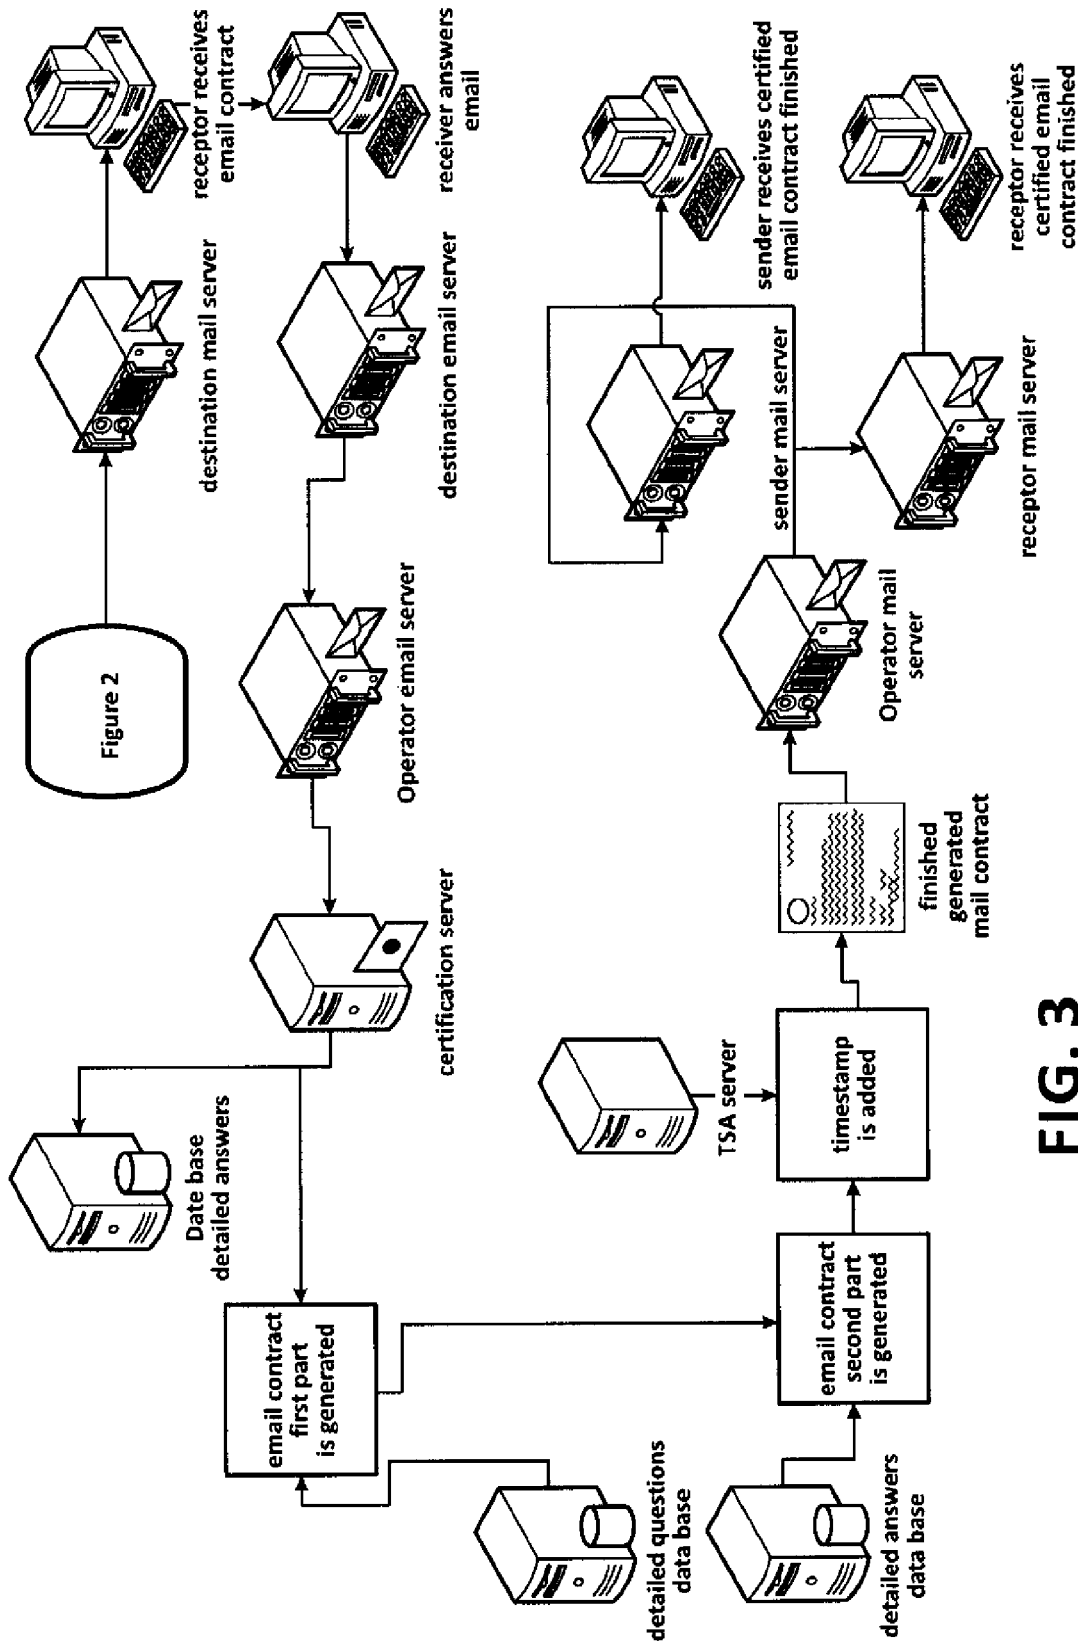 Figure 2
destination mail server
receptor receives
email contract
receiver answers
email
destination email server
Operator email server
certification server
Date base
detailed answers
email contract
first part
is generated
detailed questions
data base
detailed answers
data base
email contract
second part
is generated
TSA server
timestamp
is added
finished
generated
mail contract
Operator mail
server
sender mail server
sender receives certified
email contract finished
receptor mail server
receptor receives
certified email
contract finished
FIG. 3